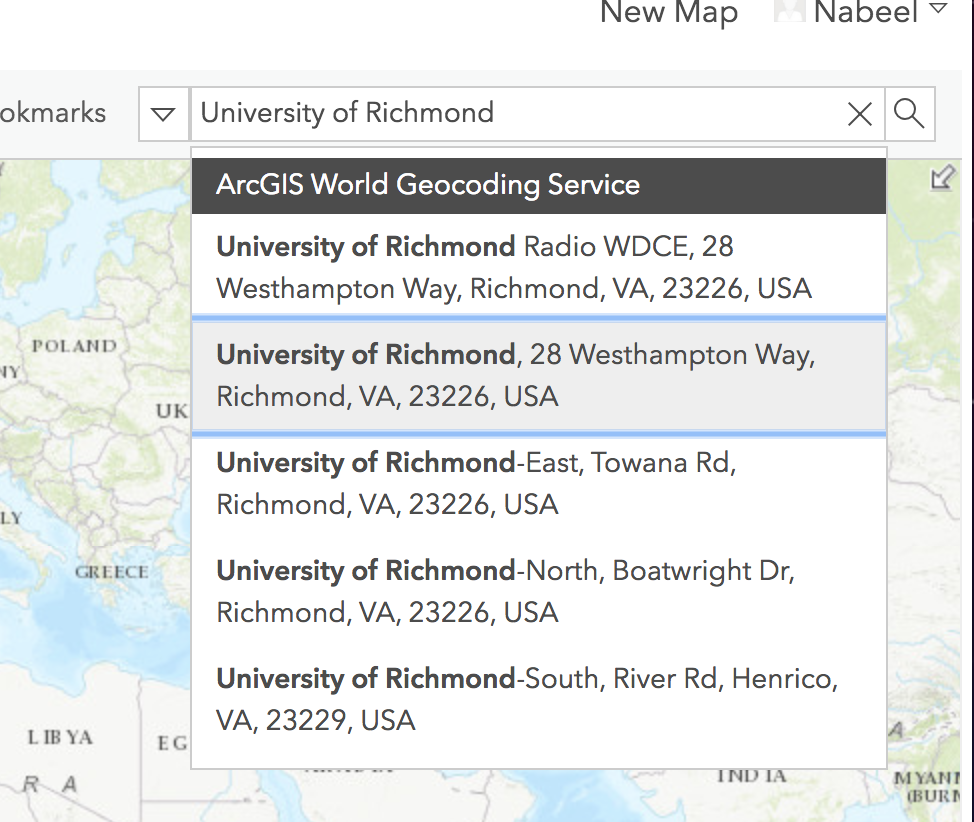 New Map Nabeel
okmarks University of Richmond
ArcGIS World Geocoding Service
University of Richmond Radio WDCE, 28
Westhampton Way, Richmond, VA, 23226, USA
University of Richmond, 28 Westhampton Way,
Richmond, VA, 23226, USA
University of Richmond-East, Towana Rd,
Richmond, VA, 23226, USA
University of Richmond-North, Boatwright Dr,
Richmond, VA, 23226, USA
University of Richmond-South, River Rd, Henrico,
VA, 23229, USA
POLAND
NY
UK
LY
GREECE
LIBYA
EG
R A
INDIA
A
MYAN
(BUR